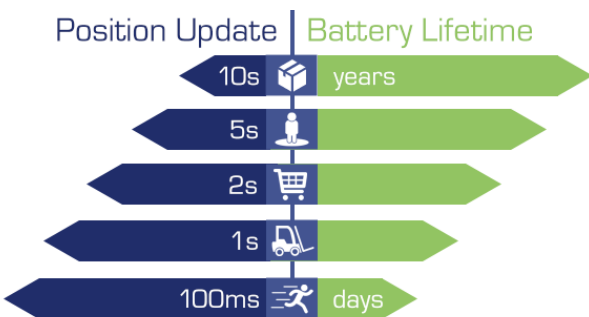 Position Update Battery Lifetime
10s years
5s
2s
1s
100ms days